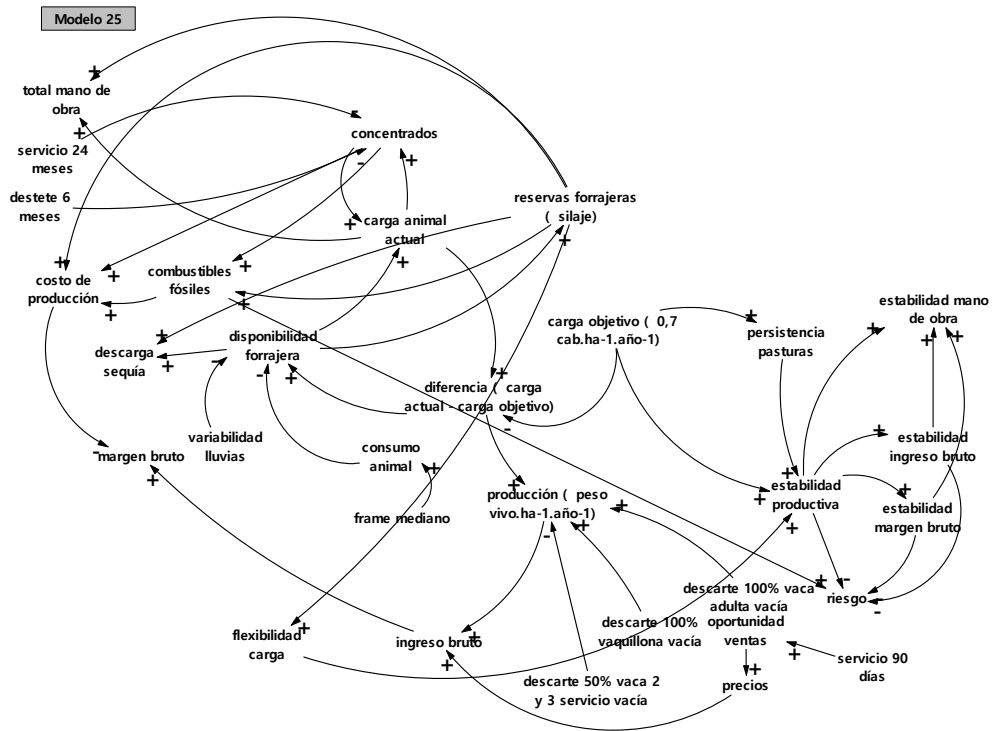 Modelo 25
total mano de
obra
servicio 24
meses
destete 6
meses
concentrados
reservas forrajeras
( silaje)
carga animal
actual
costo de
producción
combustibles
fósiles
descarga
sequía
disponibilidad
forrajera
carga objetivo ( 0,7
cab.ha-1.año-1)
persistencia
pasturas
estabilidad mano
de obra
diferencia ( carga
actual - carga objetivo)
variabilidad
lluvias
margen bruto
consumo
animal
frame mediano
producción ( peso
vivo.ha-1.año-1)
estabilidad
productiva
estabilidad
ingreso bruto
estabilidad
margen bruto
riesgo
descarte 100% vaca
adulta vacía
descarte 100%
vaquillona vacía
oportunidad
ventas
flexibilidad
carga
ingreso bruto
descarte 50% vaca 2
y 3 servicio vacía
precios
servicio 90
días